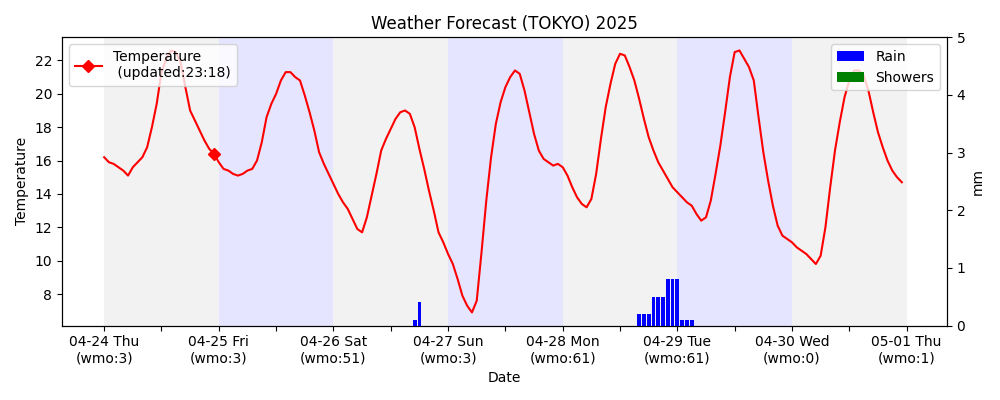 Weather Forecast (TOKYO) 2025
Temperature
(updated:23:18)
Rain
Showers
Temperature
22
20
18
16
14
12
10
8
5
4
3
2
1
0
mm
04-24 Thu
(wmo:3)
04-25 Fri
(wmo:3)
04-26 Sat
(wmo:51)
04-27 Sun
(wmo:3)
04-28 Mon
(wmo:61)
04-29 Tue
(wmo:61)
04-30 Wed
(wmo:0)
05-01 Thu
(wmo:1)
Date